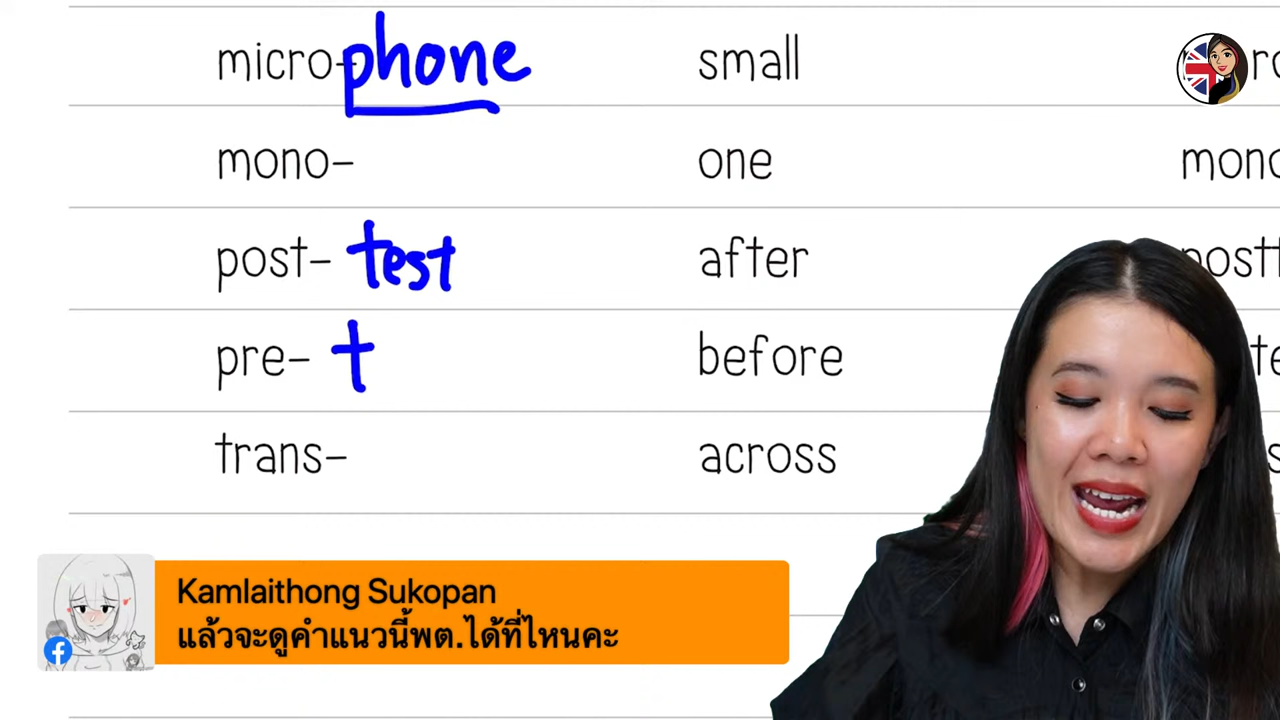 micro-phone small
mono- one mono
post- test after
pre- t before
trans- across
Kamlaithong Sukopan
แล้วจะดูคำแนวนี้พต.ได้ที่ไหนคะ